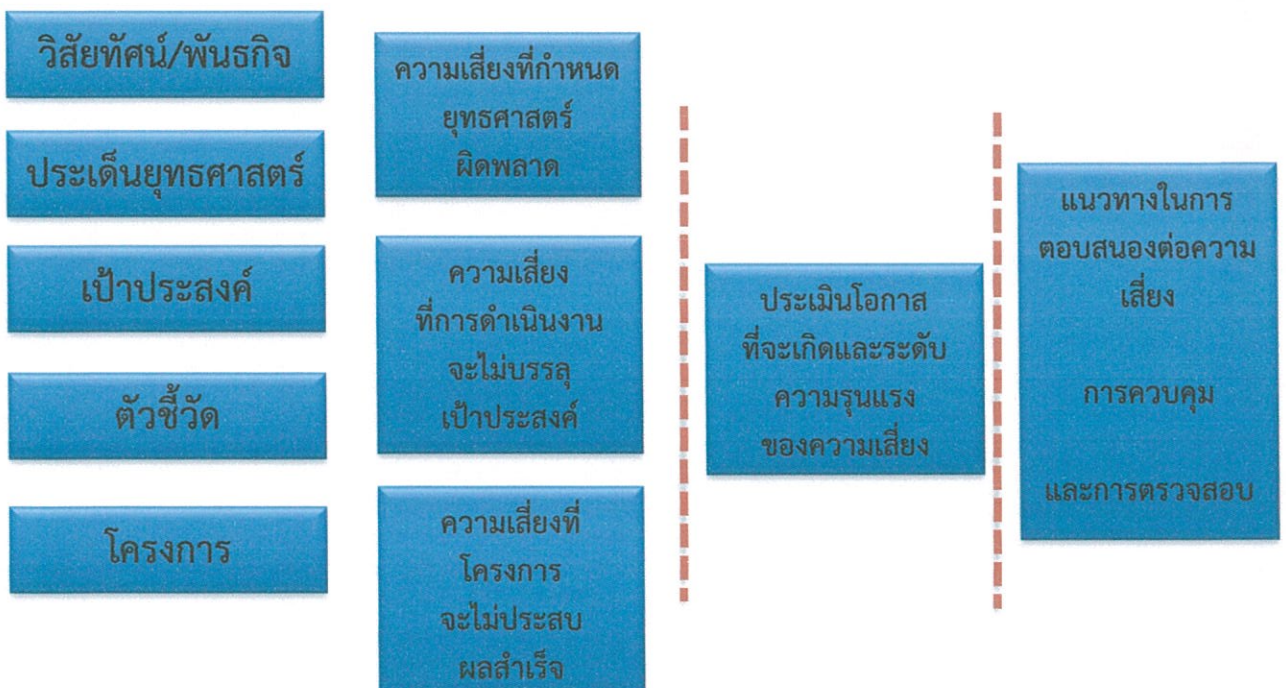 วิสัยทัศน์/พันธกิจ
ประเด็นยุทธศาสตร์
เป้าประสงค์
ตัวชี้วัด
โครงการ
ความเสี่ยงที่กำหนด
ยุทธศาสตร์
ผิดพลาด
ความเสี่ยง
ที่การดำเนินงาน
จะไม่บรรลุ
เป้าประสงค์
ความเสี่ยงที่
โครงการ
จะไม่ประสบ
ผลสำเร็จ
ประเมินโอกาส
ที่จะเกิดและระดับ
ความรุนแรง
ของความเสี่ยง
แนวทางในการ
ตอบสนองต่อความ
เสี่ยง
การควบคุม
และการตรวจสอบ